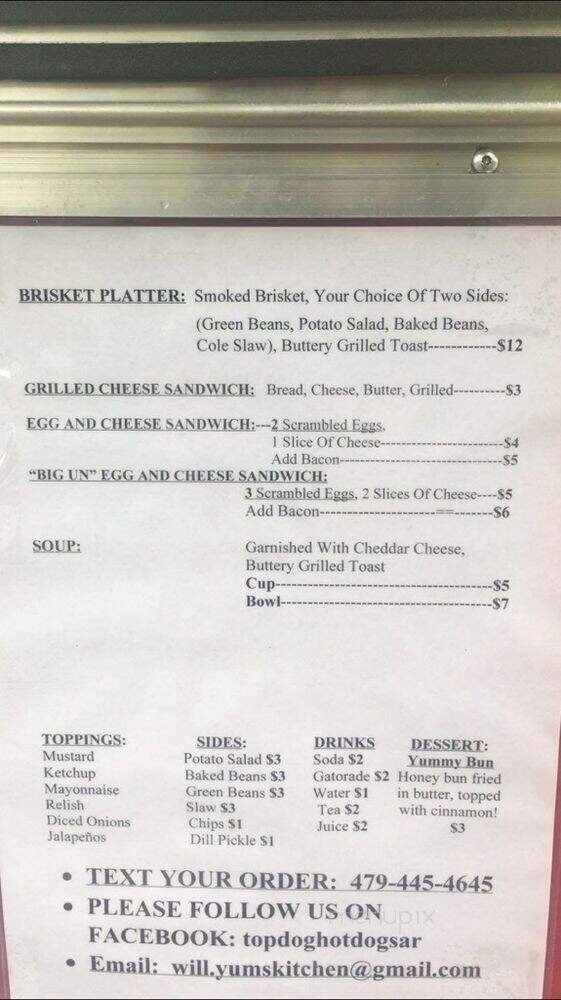 BRISKET PLATTER: Smoked Brisket, Your Choice Of Two Sides:
(Green Beans, Potato Salad, Baked Beans,
Cole Slaw), Buttery Grilled Toast------------$12
GRILLED CHEESE SANDWICH: Bread, Cheese, Butter, Grilled----------$3
EGG AND CHEESE SANDWICH:---2 Scrambled Eggs,
1 Slice Of Cheese-----------------------$4
Add Bacon------------------------------$5
"BIG UN" EGG AND CHEESE SANDWICH:
3 Scrambled Eggs, 2 Slices Of Cheese----$5
Add Bacon---------------------==-------$6
SOUP: Garnished With Cheddar Cheese,
Buttery Grilled Toast
Cup---------------------------------------$5
Bowl--------------------------------------$7
TOPPINGS:
Mustard
Ketchup
Mayonnaise
Relish
Diced Onions
Jalapeños
SIDES:
Potato Salad $3
Baked Beans $3
Green Beans $3
Slaw $3
Chips $1
Dill Pickle $1
DRINKS
Soda $2
Gatorade $2
Water $1
Tea $2
Juice $2
DESSERT:
Yummy Bun
Honey bun fried
in butter, topped
with cinnamon!
$3
• TEXT YOUR ORDER: 479-445-4645
• PLEASE FOLLOW US ON
FACEBOOK: topdoghotdogsar
• Email: will.yumskitchen@gmail.com
menupix